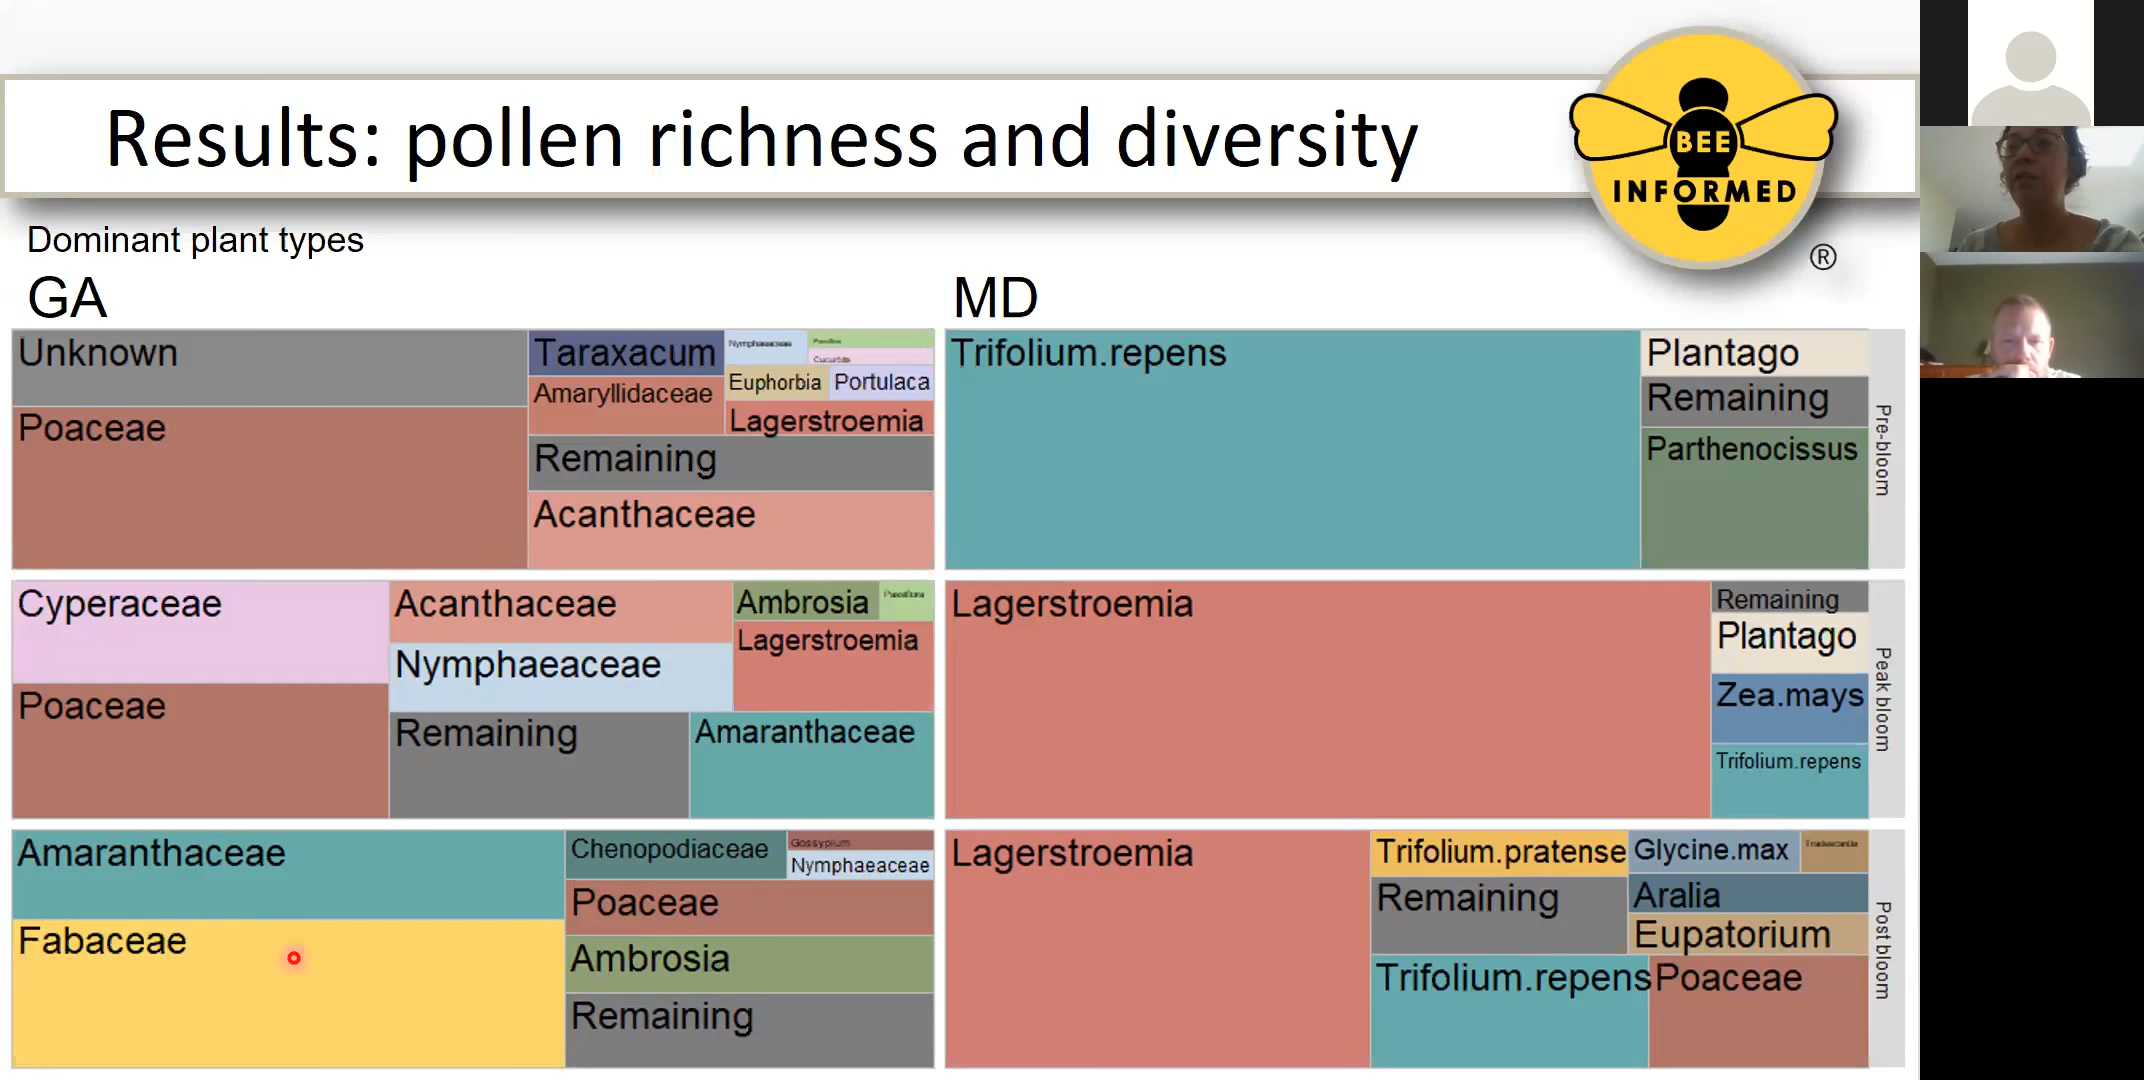 Results: pollen richness and diversity
BEE
INFORMED
®
Dominant plant types
GA
MD
Unknown
Poaceae
Taraxacum
Amaryllidaceae
Nymphaeaceae
Passiflora
Cucurbita
Euphorbia
Portulaca
Lagerstroemia
Remaining
Acanthaceae
Trifolium.repens
Plantago
Remaining
Parthenocissus
Pre-bloom
Cyperaceae
Poaceae
Acanthaceae
Nymphaeaceae
Remaining
Ambrosia
Passiflora
Lagerstroemia
Amaranthaceae
Lagerstroemia
Remaining
Plantago
Zea.mays
Trifolium.repens
Peak bloom
Amaranthaceae
Fabaceae
Chenopodiaceae
Gossypium
Nymphaeaceae
Poaceae
Ambrosia
Remaining
Lagerstroemia
Trifolium.pratense
Remaining
Trifolium.repens
Glycine.max
Tradescantia
Aralia
Eupatorium
Poaceae
Post bloom